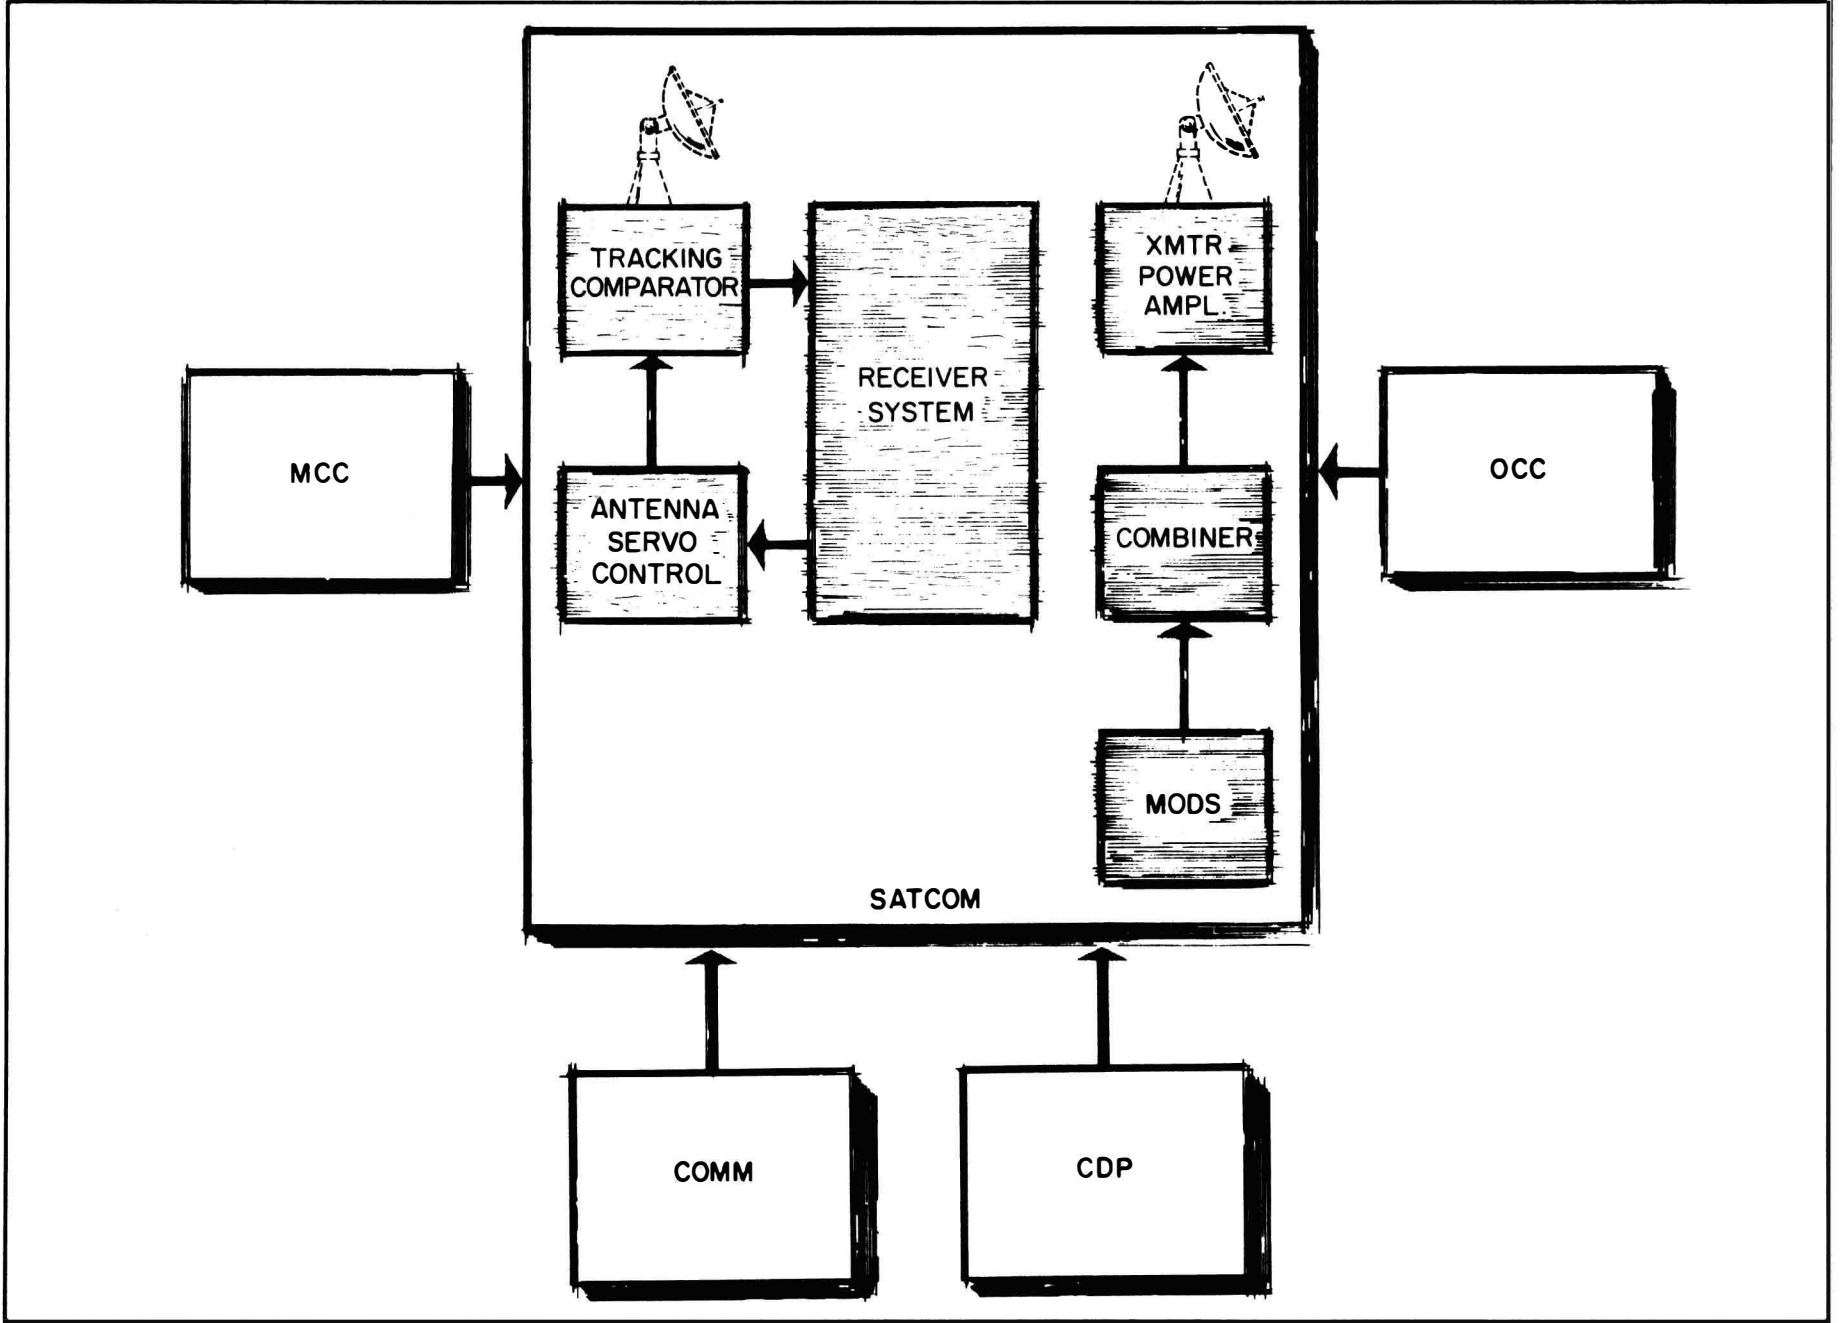 TRACKING
COMPARATOR
XMTR
POWER
AMPL.
RECEIVER
SYSTEM
MCC
OCC
ANTENNA
SERVO
CONTROL
COMBINER
MODS
SATCOM
COMM
CDP